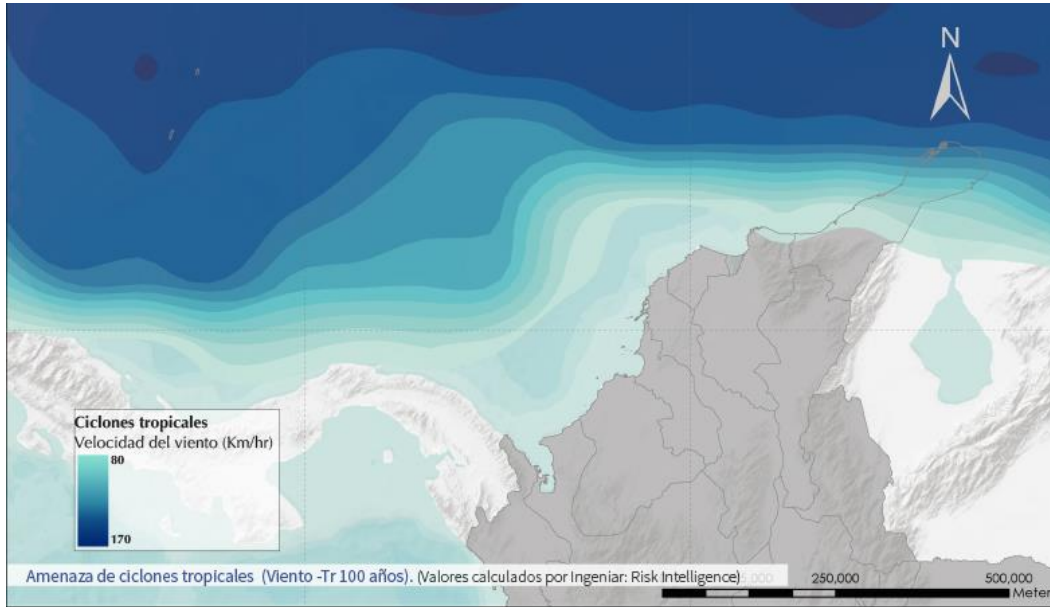 N
Ciclones tropicales
Velocidad del viento (Km/hr)
80
170
Amenaza de ciclones tropicales (Viento -Tr 100 años). (Valores calculados por Ingeniar: Risk Intelligence)
250,000
500,000
Meter